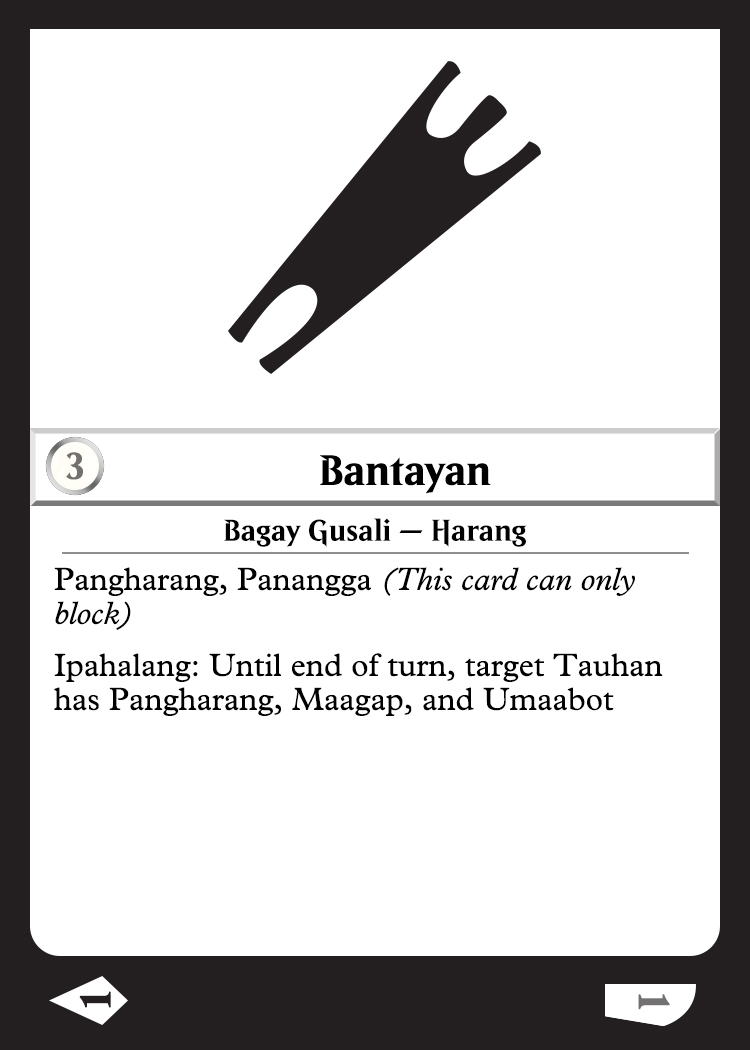 3
Bantayan
Bagay Gusali — Harang
Pangharang, Panangga (This card can only
block)
Ipahalang: Until end of turn, target Tauhan
has Pangharang, Maagap, and Umaabot
1
1